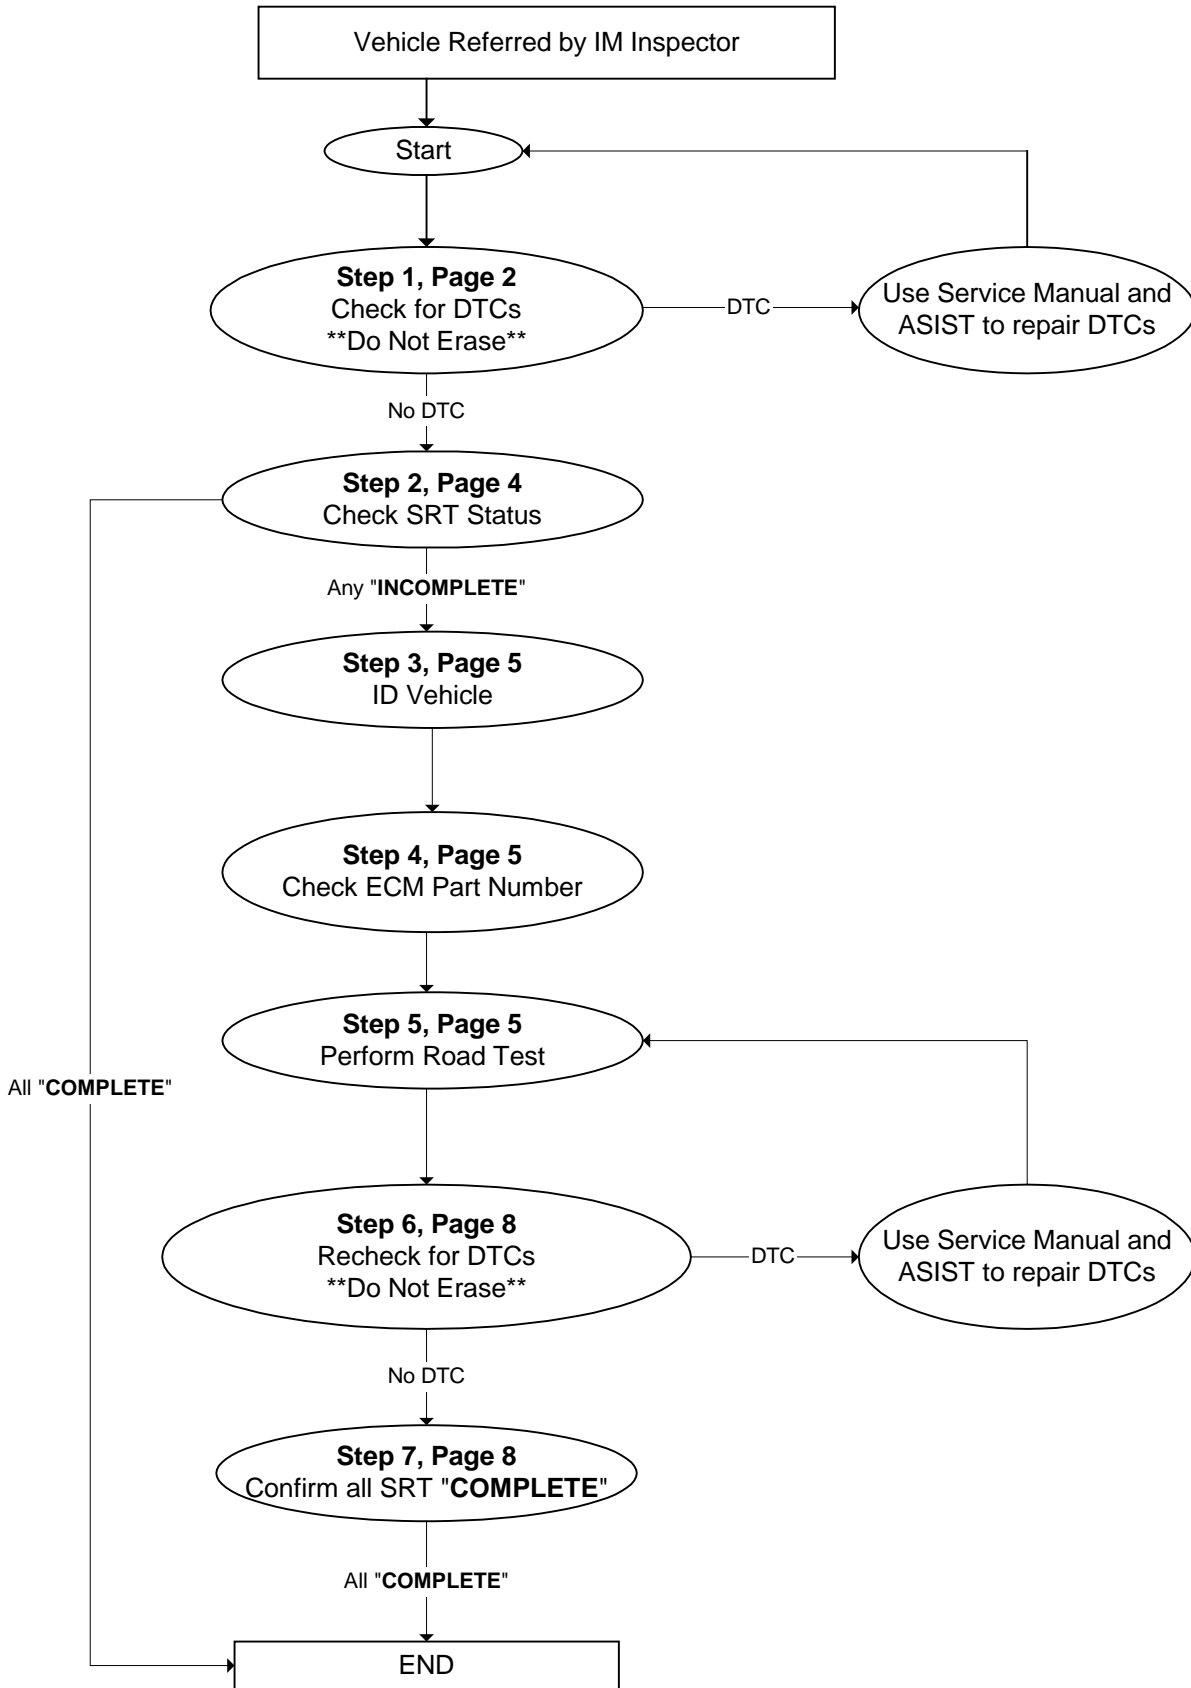 Vehicle Referred by IM Inspector
Start
Step 1, Page 2
Check for DTCs
**Do Not Erase**
DTC
Use Service Manual and
ASIST to repair DTCs
No DTC
Step 2, Page 4
Check SRT Status
Any "INCOMPLETE"
Step 3, Page 5
ID Vehicle
Step 4, Page 5
Check ECM Part Number
Step 5, Page 5
Perform Road Test
All "COMPLETE"
Step 6, Page 8
Recheck for DTCs
**Do Not Erase**
DTC
Use Service Manual and
ASIST to repair DTCs
No DTC
Step 7, Page 8
Confirm all SRT "COMPLETE"
All "COMPLETE"
END